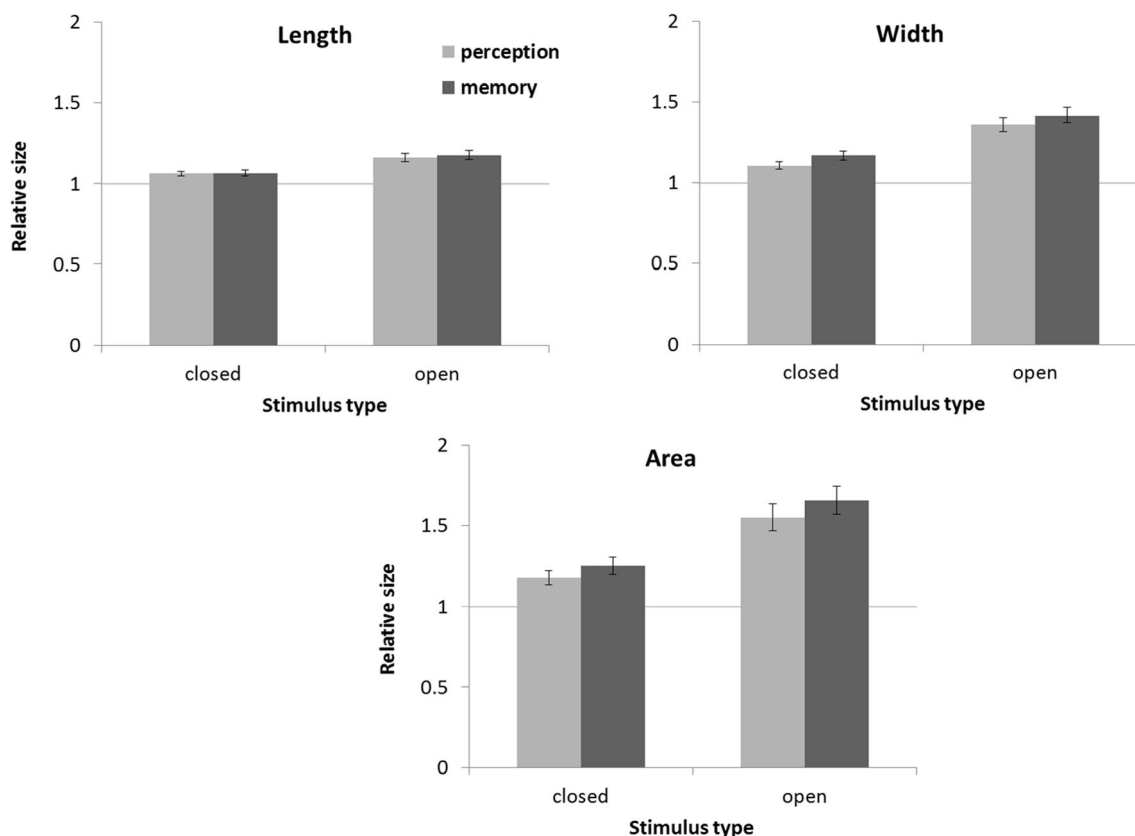 Length
perception
memory
2
1.5
1
0.5
0
Relative size
closed open
Stimulus type
Width
2
1.5
1
0.5
0
Relative size
closed open
Stimulus type
Area
2
1.5
1
0.5
0
Relative size
closed open
Stimulus type